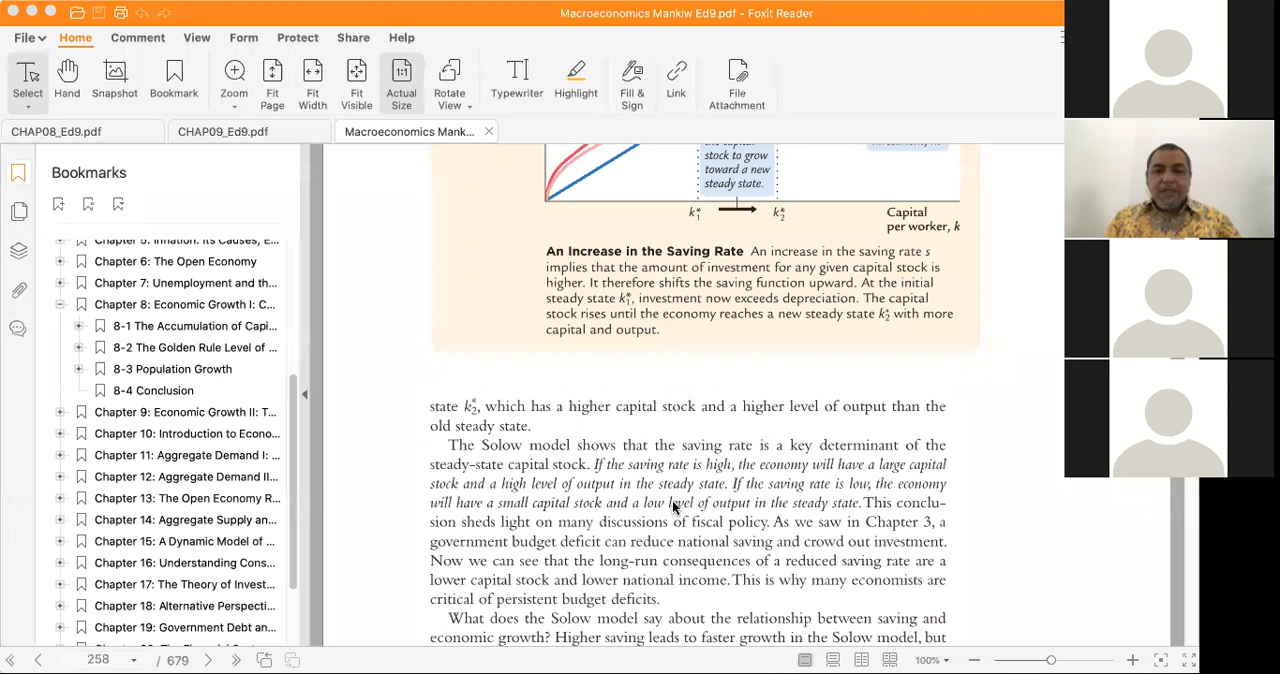 Macroeconomics Mankiw Ed9.pdf - Foxit Reader
File Home Comment View Form Protect Share Help
Select Hand Snapshot Bookmark Zoom Fit Page Fit Width Fit Visible Actual Size Rotate View Typewriter Highlight Fill & Sign Link File Attachment
CHAP08_Ed9.pdf CHAP09_Ed9.pdf Macroeconomics Mank...
Bookmarks
Chapter 6: The Open Economy
Chapter 7: Unemployment and th...
Chapter 8: Economic Growth I: C...
8-1 The Accumulation of Capi...
8-2 The Golden Rule Level of ...
8-3 Population Growth
8-4 Conclusion
Chapter 9: Economic Growth II: T...
Chapter 10: Introduction to Econo...
Chapter 11: Aggregate Demand I: ...
Chapter 12: Aggregate Demand II...
Chapter 13: The Open Economy R...
Chapter 14: Aggregate Supply an...
Chapter 15: A Dynamic Model of ...
Chapter 16: Understanding Cons...
Chapter 17: The Theory of Invest...
Chapter 18: Alternative Perspecti...
Chapter 19: Government Debt an...
stock to grow
toward a new
steady state.
k₁* k₂* Capital
per worker, k
An Increase in the Saving Rate An increase in the saving rate s
implies that the amount of investment for any given capital stock is
higher. It therefore shifts the saving function upward. At the initial
steady state k₁*, investment now exceeds depreciation. The capital
stock rises until the economy reaches a new steady state k₂* with more
capital and output.
state k₂*, which has a higher capital stock and a higher level of output than the
old steady state.
The Solow model shows that the saving rate is a key determinant of the
steady-state capital stock. If the saving rate is high, the economy will have a large capital
stock and a high level of output in the steady state. If the saving rate is low, the economy
will have a small capital stock and a low level of output in the steady state. This conclu-
sion sheds light on many discussions of fiscal policy. As we saw in Chapter 3, a
government budget deficit can reduce national saving and crowd out investment.
Now we can see that the long-run consequences of a reduced saving rate are a
lower capital stock and lower national income. This is why many economists are
critical of persistent budget deficits.
What does the Solow model say about the relationship between saving and
economic growth? Higher saving leads to faster growth in the Solow model, but
258 / 679 100%